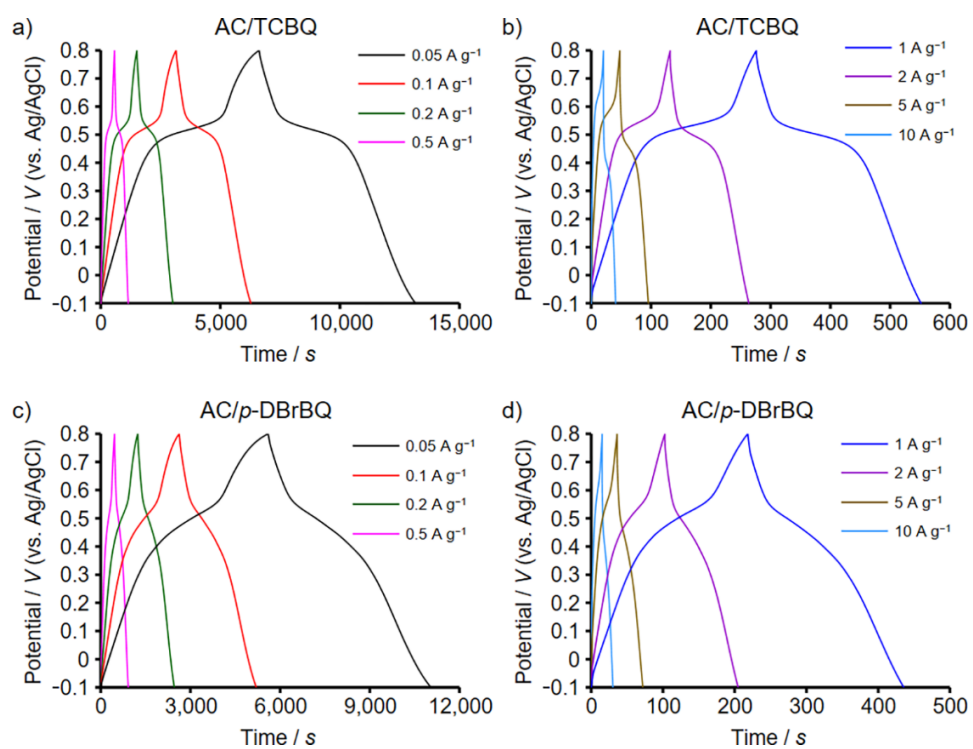 a)
AC/TCBQ
Potential / V (vs. Ag/AgCl)
0.8
0.7
0.6
0.5
0.4
0.3
0.2
0.1
0
−0.1
0
5,000
10,000
15,000
Time / s
0.05 A g⁻¹
0.1 A g⁻¹
0.2 A g⁻¹
0.5 A g⁻¹
b)
AC/TCBQ
Potential / V (vs. Ag/AgCl)
0.8
0.7
0.6
0.5
0.4
0.3
0.2
0.1
0
−0.1
0
100
200
300
400
500
600
Time / s
1 A g⁻¹
2 A g⁻¹
5 A g⁻¹
10 A g⁻¹
c)
AC/p-DBrBQ
Potential / V (vs. Ag/AgCl)
0.8
0.7
0.6
0.5
0.4
0.3
0.2
0.1
0
−0.1
0
3,000
6,000
9,000
12,000
Time / s
0.05 A g⁻¹
0.1 A g⁻¹
0.2 A g⁻¹
0.5 A g⁻¹
d)
AC/p-DBrBQ
Potential / V (vs. Ag/AgCl)
0.8
0.7
0.6
0.5
0.4
0.3
0.2
0.1
0
−0.1
0
100
200
300
400
500
Time / s
1 A g⁻¹
2 A g⁻¹
5 A g⁻¹
10 A g⁻¹